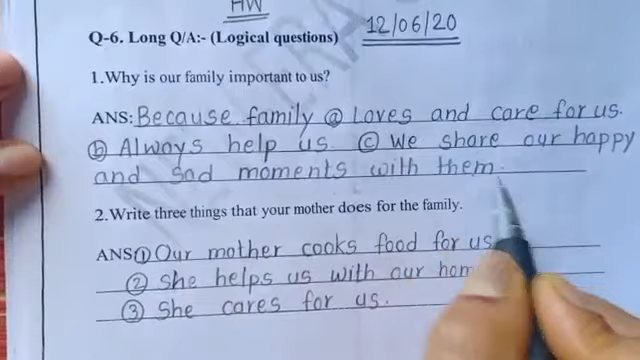 HW
Q-6. Long Q/A:- (Logical questions) 12/06/20
1.Why is our family important to us?
ANS: Because family ⓐ Loves and care for us.
ⓑ Always help us. ⓒ We share our happy
and sad moments with them.
2.Write three things that your mother does for the family.
ANS① Our mother cooks food for us
② She helps us with our
③ She cares for us.